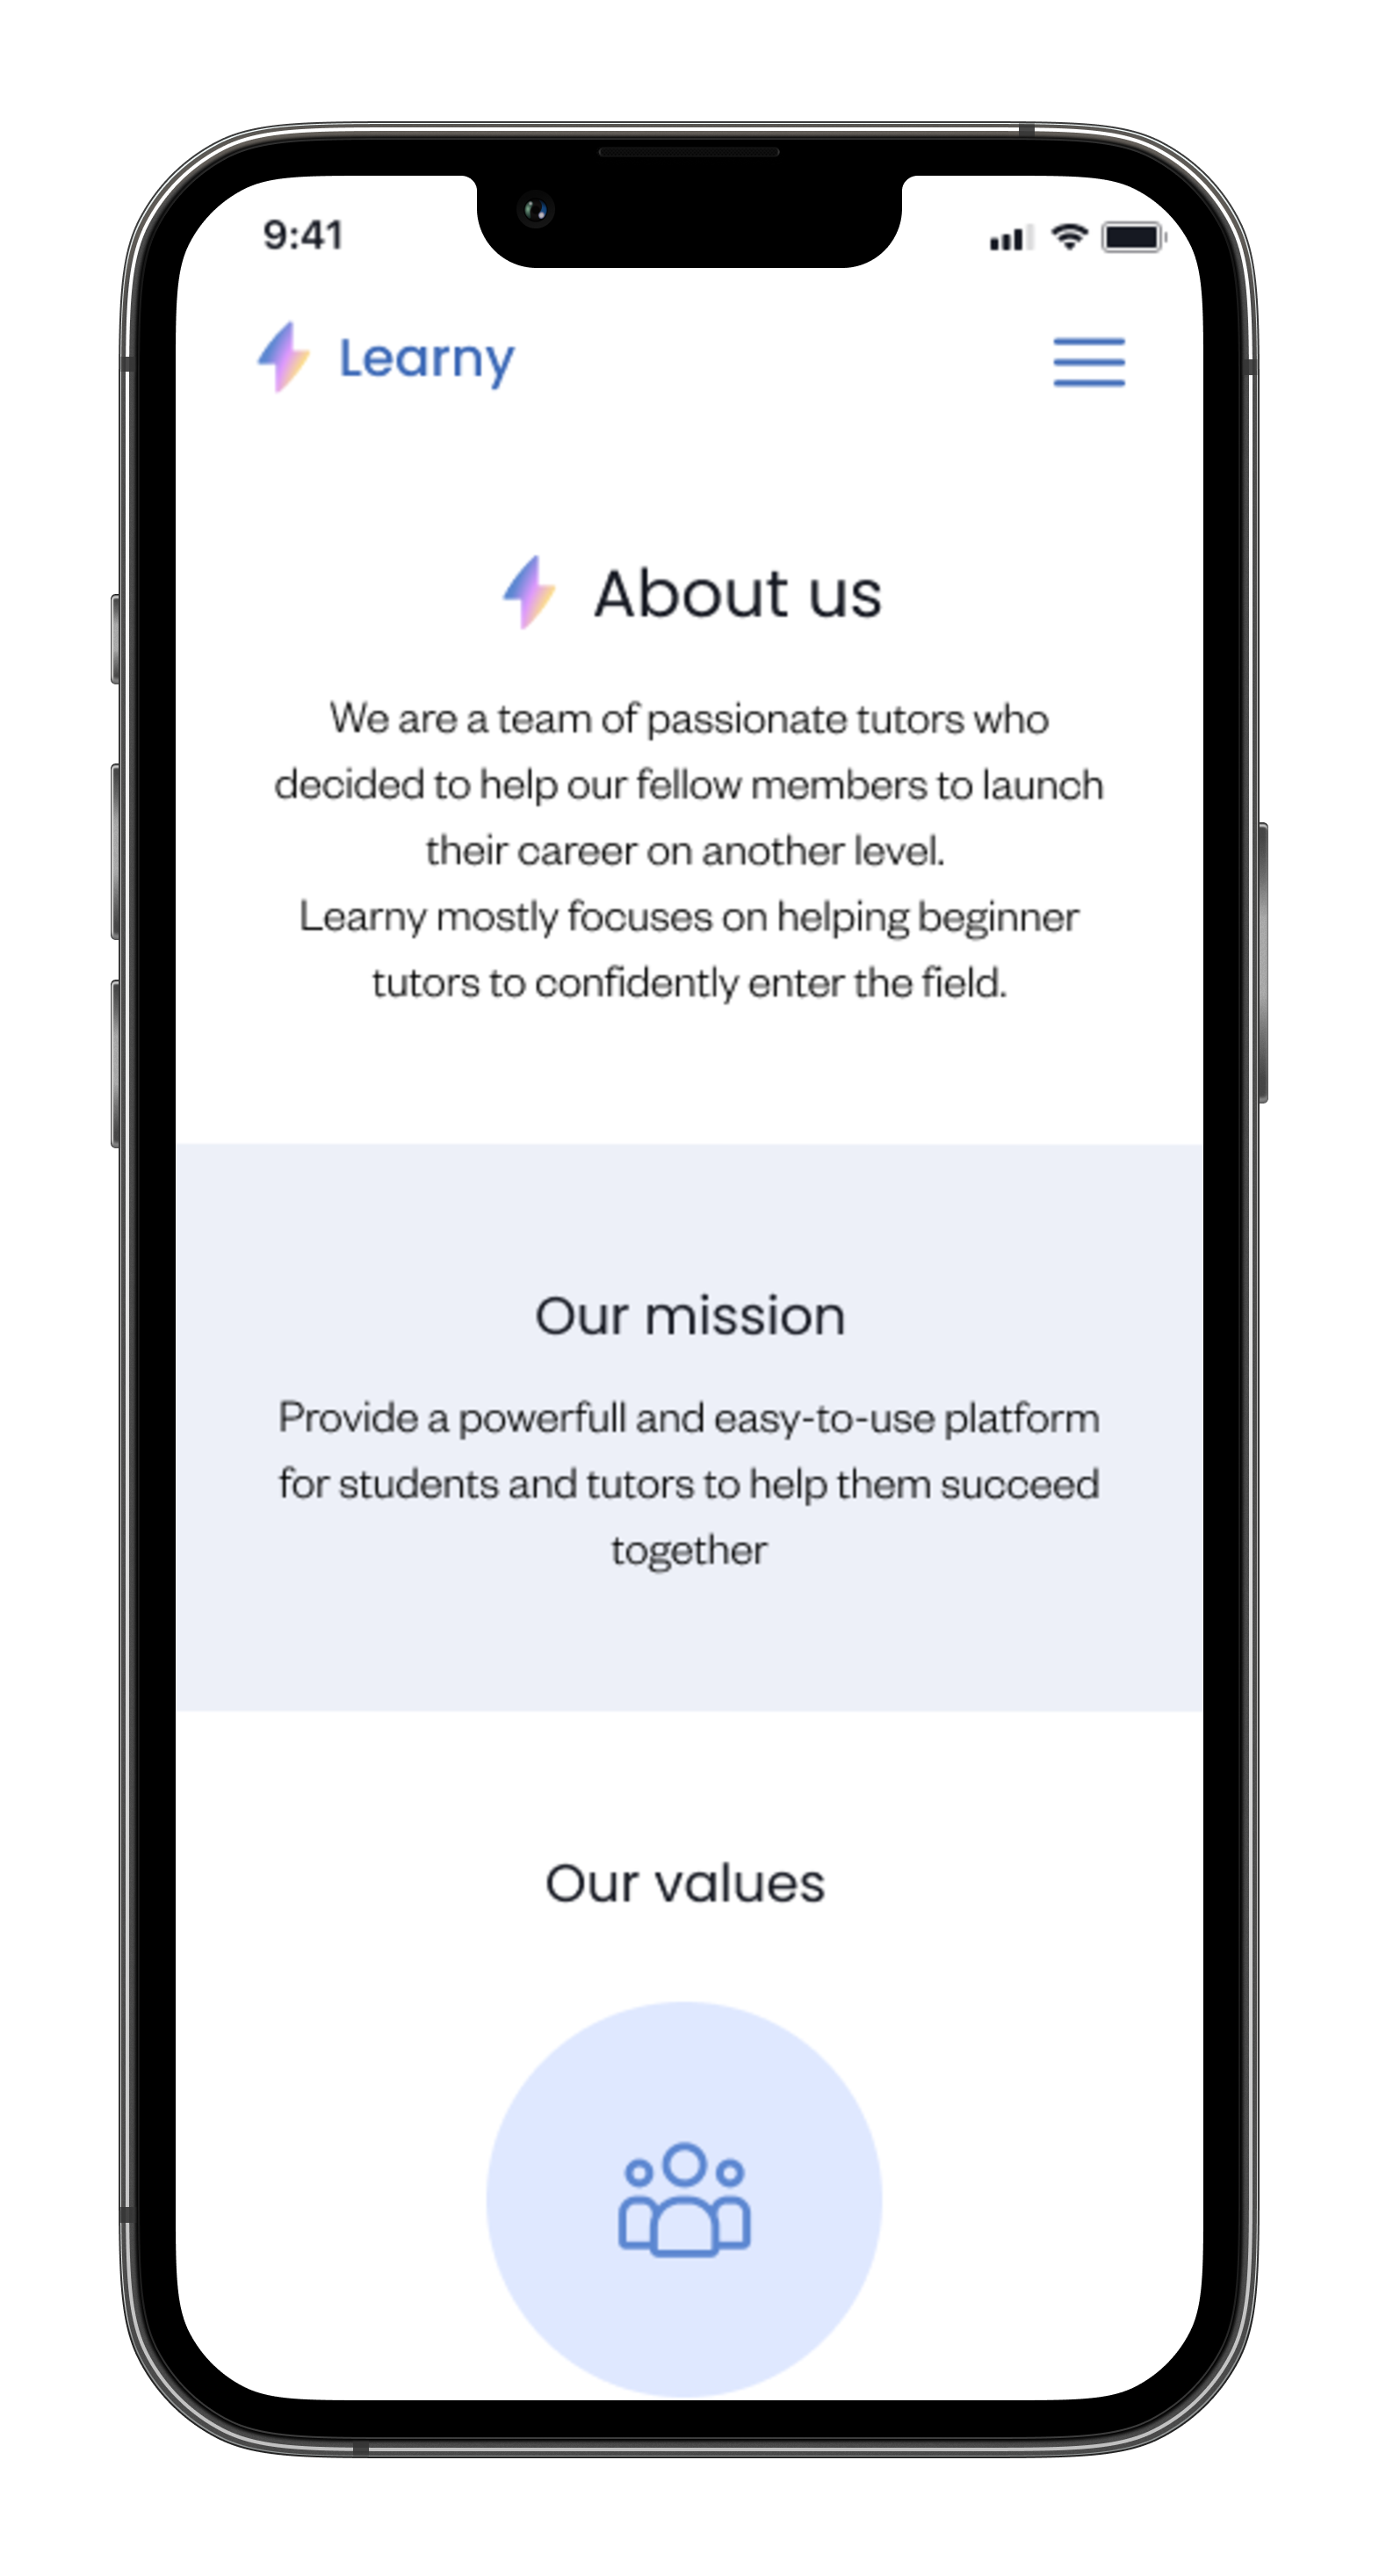 9:41
Learny
About us
We are a team of passionate tutors who
decided to help our fellow members to launch
their career on another level.
Learny mostly focuses on helping beginner
tutors to confidently enter the field.
Our mission
Provide a powerfull and easy-to-use platform
for students and tutors to help them succeed
together
Our values